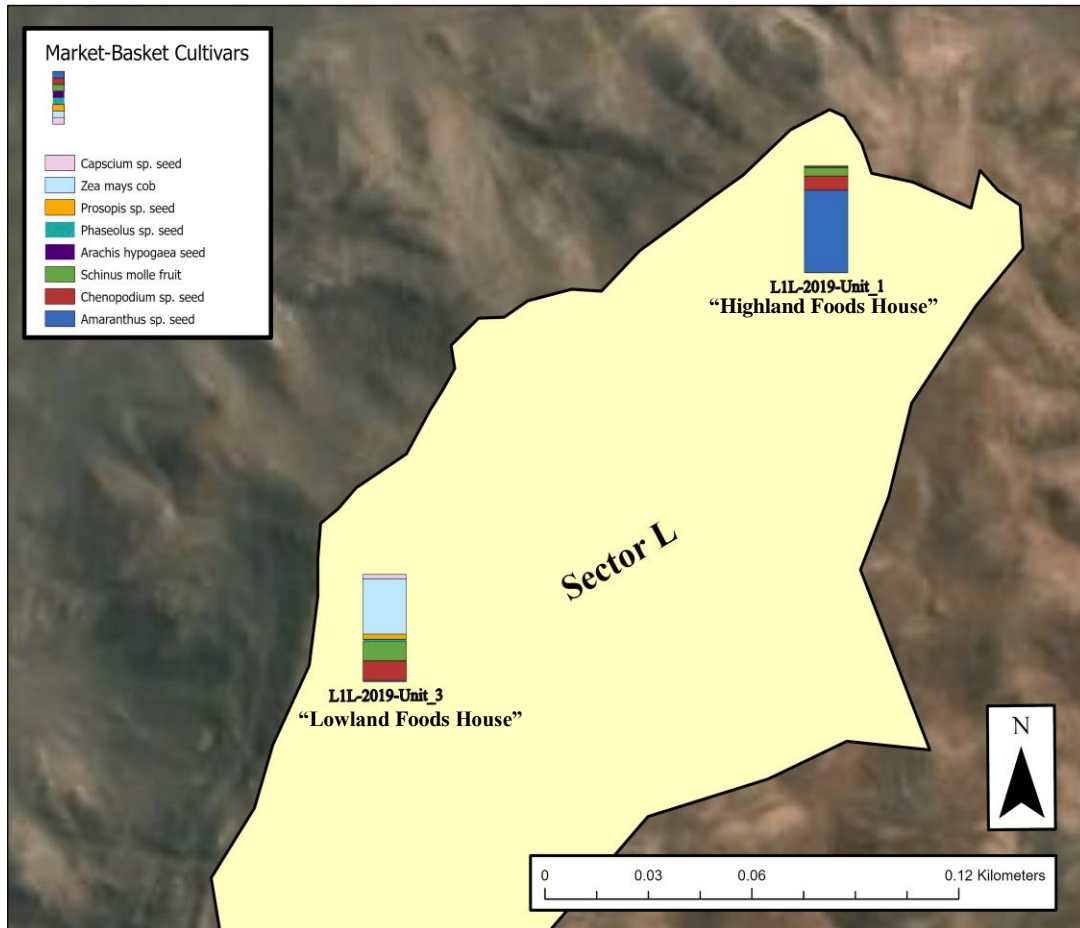 Market-Basket Cultivars
Capscium sp. seed
Zea mays cob
Prosopis sp. seed
Phaseolus sp. seed
Arachis hypogaea seed
Schinus molle fruit
Chenopodium sp. seed
Amaranthus sp. seed
L1L-2019-Unit_1
“Highland Foods House”
Sector L
L1L-2019-Unit_3
“Lowland Foods House”
N
0 0.03 0.06 0.12 Kilometers